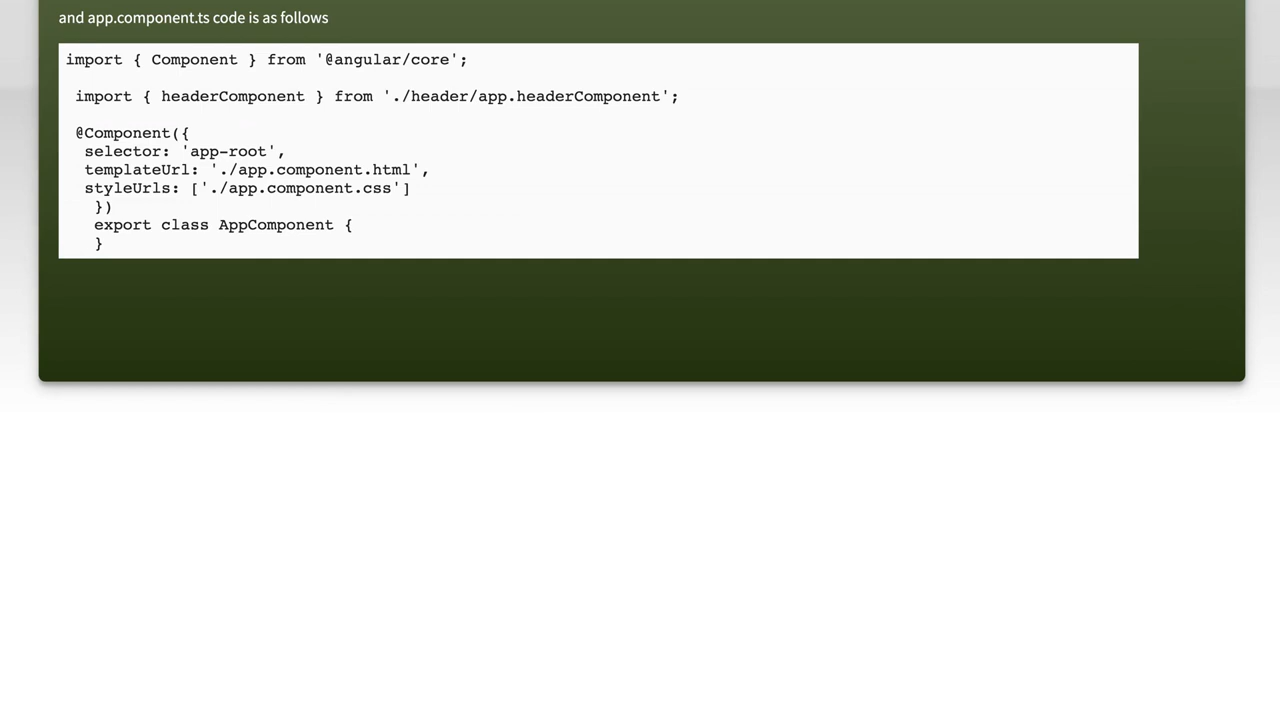 and app.component.ts code is as follows
import { Component } from '@angular/core';
import { headerComponent } from './header/app.headerComponent';
@Component({
selector: 'app-root',
templateUrl: './app.component.html',
styleUrls: ['./app.component.css']
})
export class AppComponent {
}